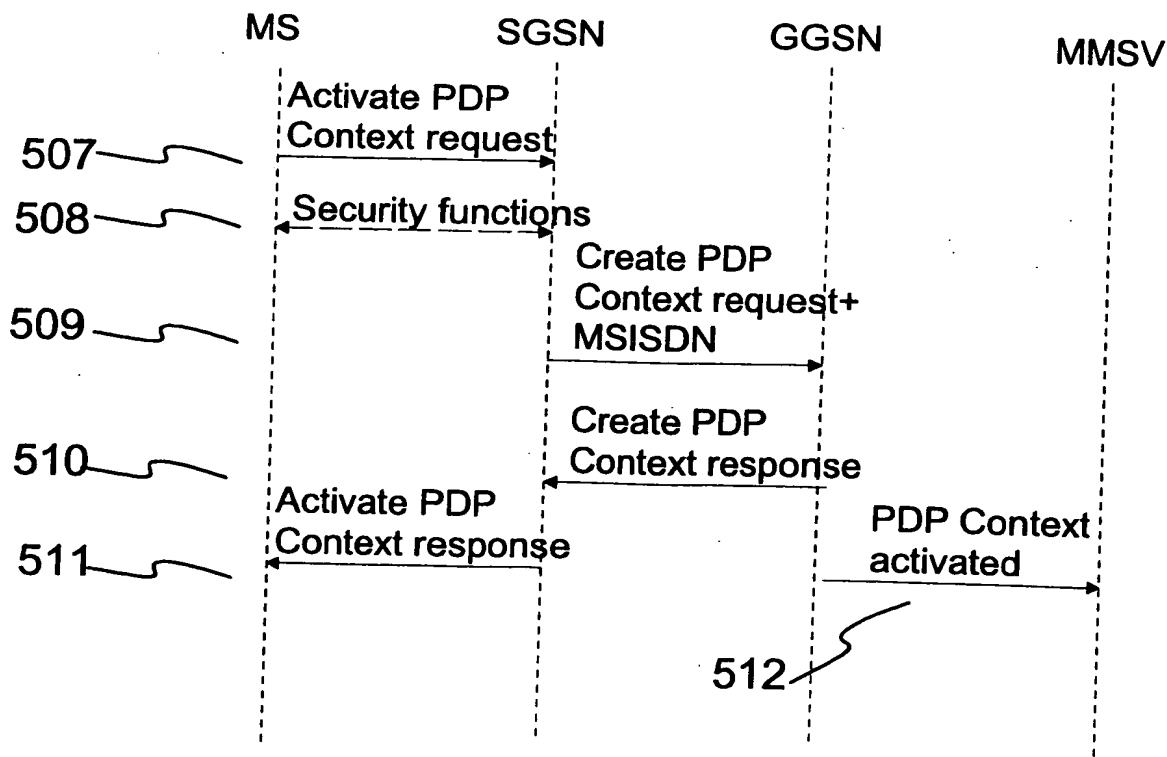 MS SGSN GGSN MMSV
Activate PDP
Context request
507
508
Security functions
Create PDP
Context request+
MSISDN
509
Create PDP
Context response
510
Activate PDP
Context response
511
PDP Context
activated
512